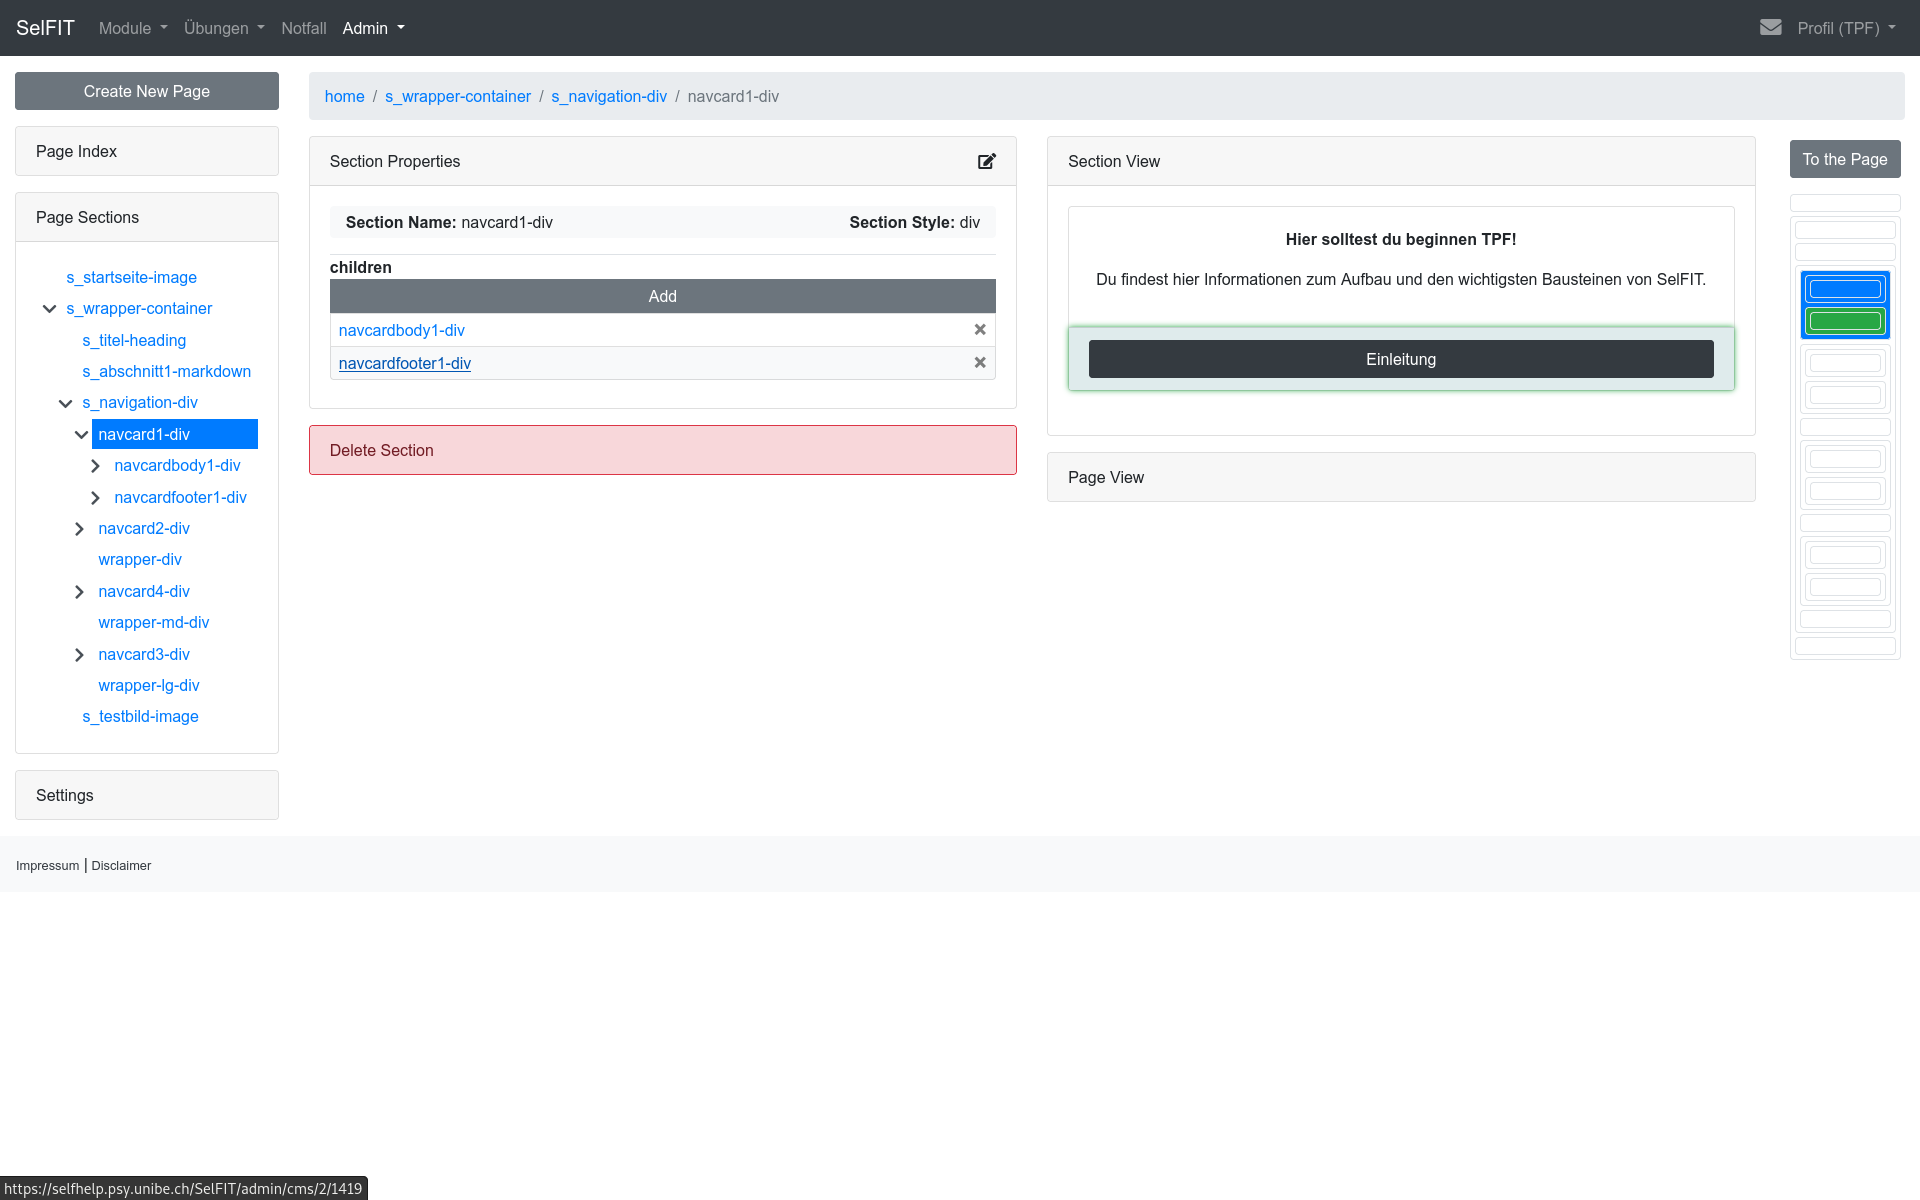 SelFIT Module Übungen Notfall Admin Profil (TPF)
Create New Page
home / s_wrapper-container / s_navigation-div / navcard1-div
Page Index
Page Sections
s_startseite-image
s_wrapper-container
s_titel-heading
s_abschnitt1-markdown
s_navigation-div
navcard1-div
navcardbody1-div
navcardfooter1-div
navcard2-div
wrapper-div
navcard4-div
wrapper-md-div
navcard3-div
wrapper-lg-div
s_testbild-image
Settings
Section Properties
Section Name: navcard1-div Section Style: div
children
Add
navcardbody1-div
navcardfooter1-div
Delete Section
Section View
Hier solltest du beginnen TPF!
Du findest hier Informationen zum Aufbau und den wichtigsten Bausteinen von SelFIT.
Einleitung
Page View
To the Page
Impressum | Disclaimer
https://selfhelp.psy.unibe.ch/SelFIT/admin/cms/2/1419